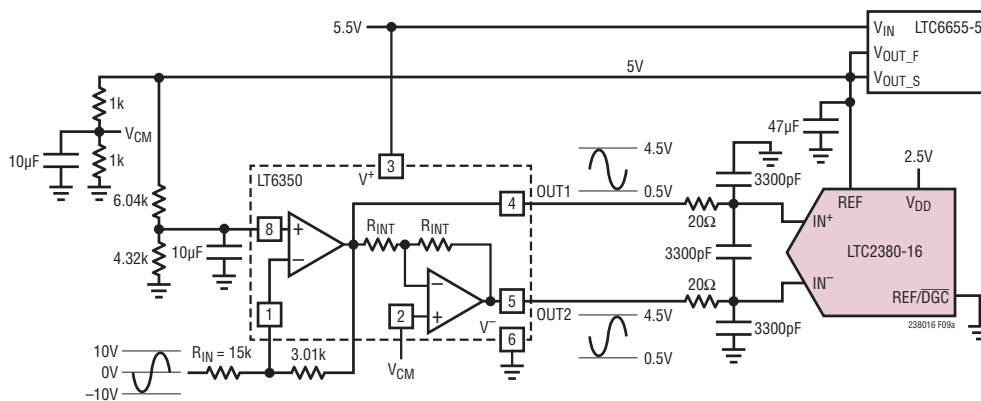 5.5V
VIN
LTC6655-5
VOUT_F
VOUT_S
5V
1k
VCM
10µF
1k
47µF
4.5V
0.5V
3300pF
2.5V
6.04k
LT6350
3
V+
4
OUT1
REF
VDD
8
+
–
RINT
RINT
20Ω
IN+
10µF
4.32k
3300pF
LTC2380-16
–
+
1
2
5
V–
OUT2
20Ω
IN–
REF/DGC
6
4.5V
0.5V
3300pF
238016 F09a
10V
0V
–10V
RIN = 15k
3.01k
VCM